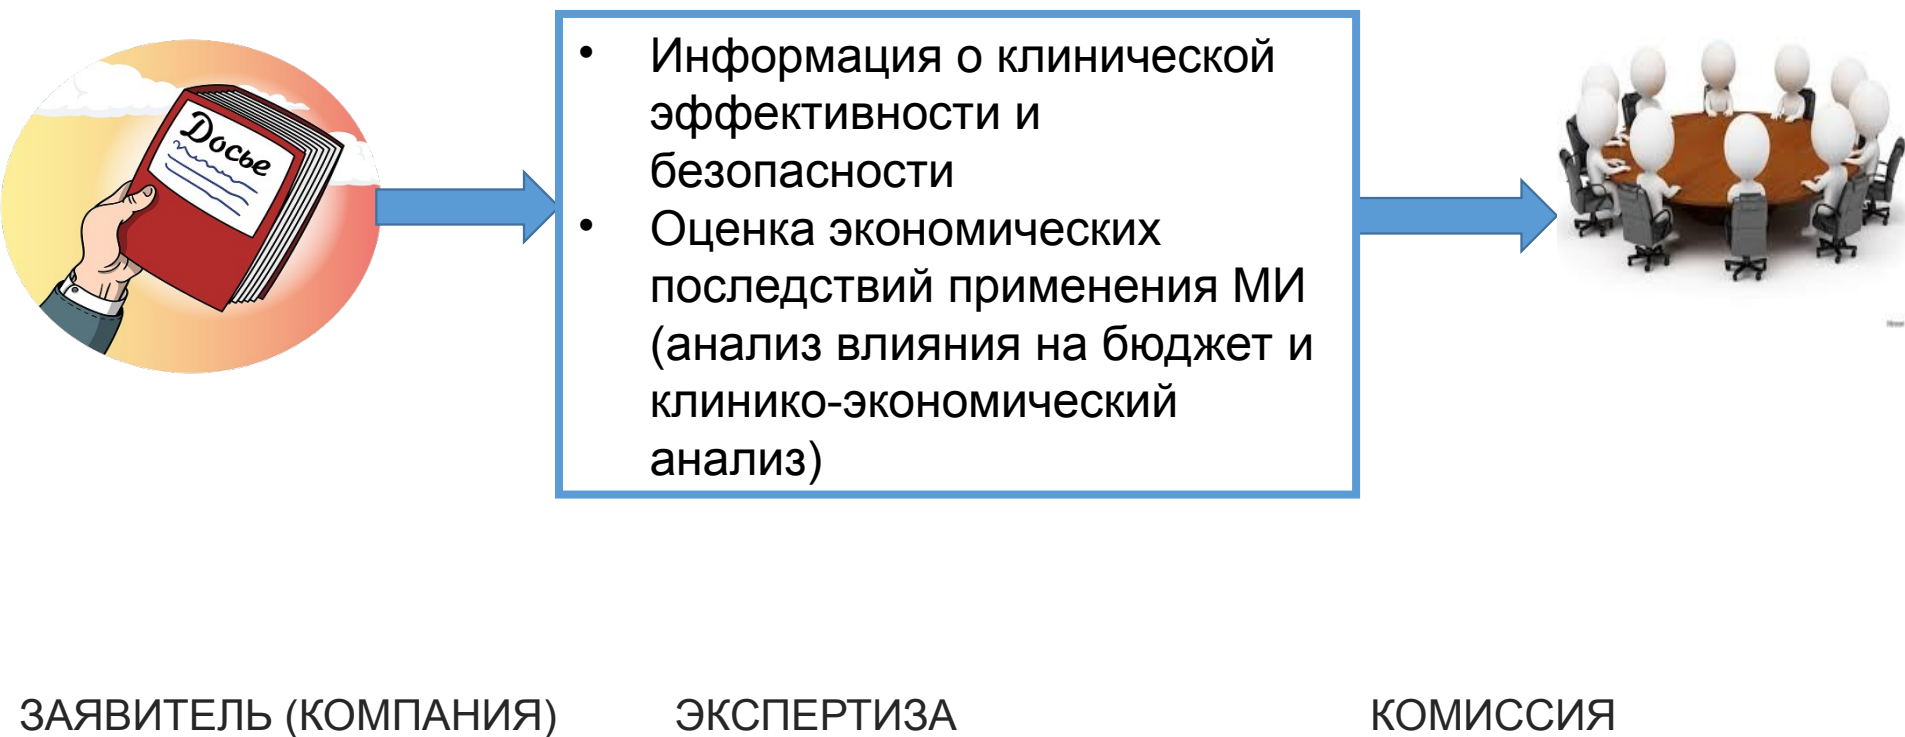 Досье
• Информация о клинической
эффективности и
безопасности
• Оценка экономических
последствий применения МИ
(анализ влияния на бюджет и
клинико-экономический
анализ)
ЗАЯВИТЕЛЬ (КОМПАНИЯ) ЭКСПЕРТИЗА КОМИССИЯ